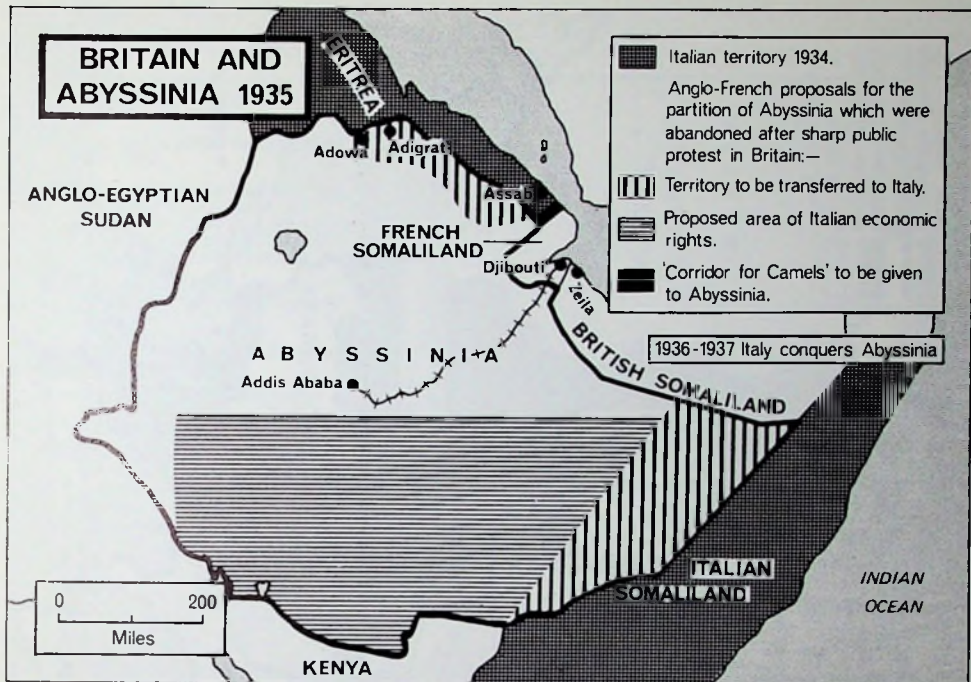 BRITAIN AND
ABYSSINIA 1935
Italian territory 1934.
Anglo-French proposals for the
partition of Abyssinia which were
abandoned after sharp public
protest in Britain:—
Territory to be transferred to Italy.
Proposed area of Italian economic
rights.
'Corridor for Camels' to be given
to Abyssinia.
1936-1937 Italy conquers Abyssinia
ERITREA
Adowa
Adigrat
ANGLO-EGYPTIAN
SUDAN
Assab
FRENCH
SOMALILAND
Djibouti
Zeila
ABYSSINIA
Addis Ababa
BRITISH SOMALILAND
ITALIAN
SOMALILAND
INDIAN
OCEAN
KENYA
0 200
Miles